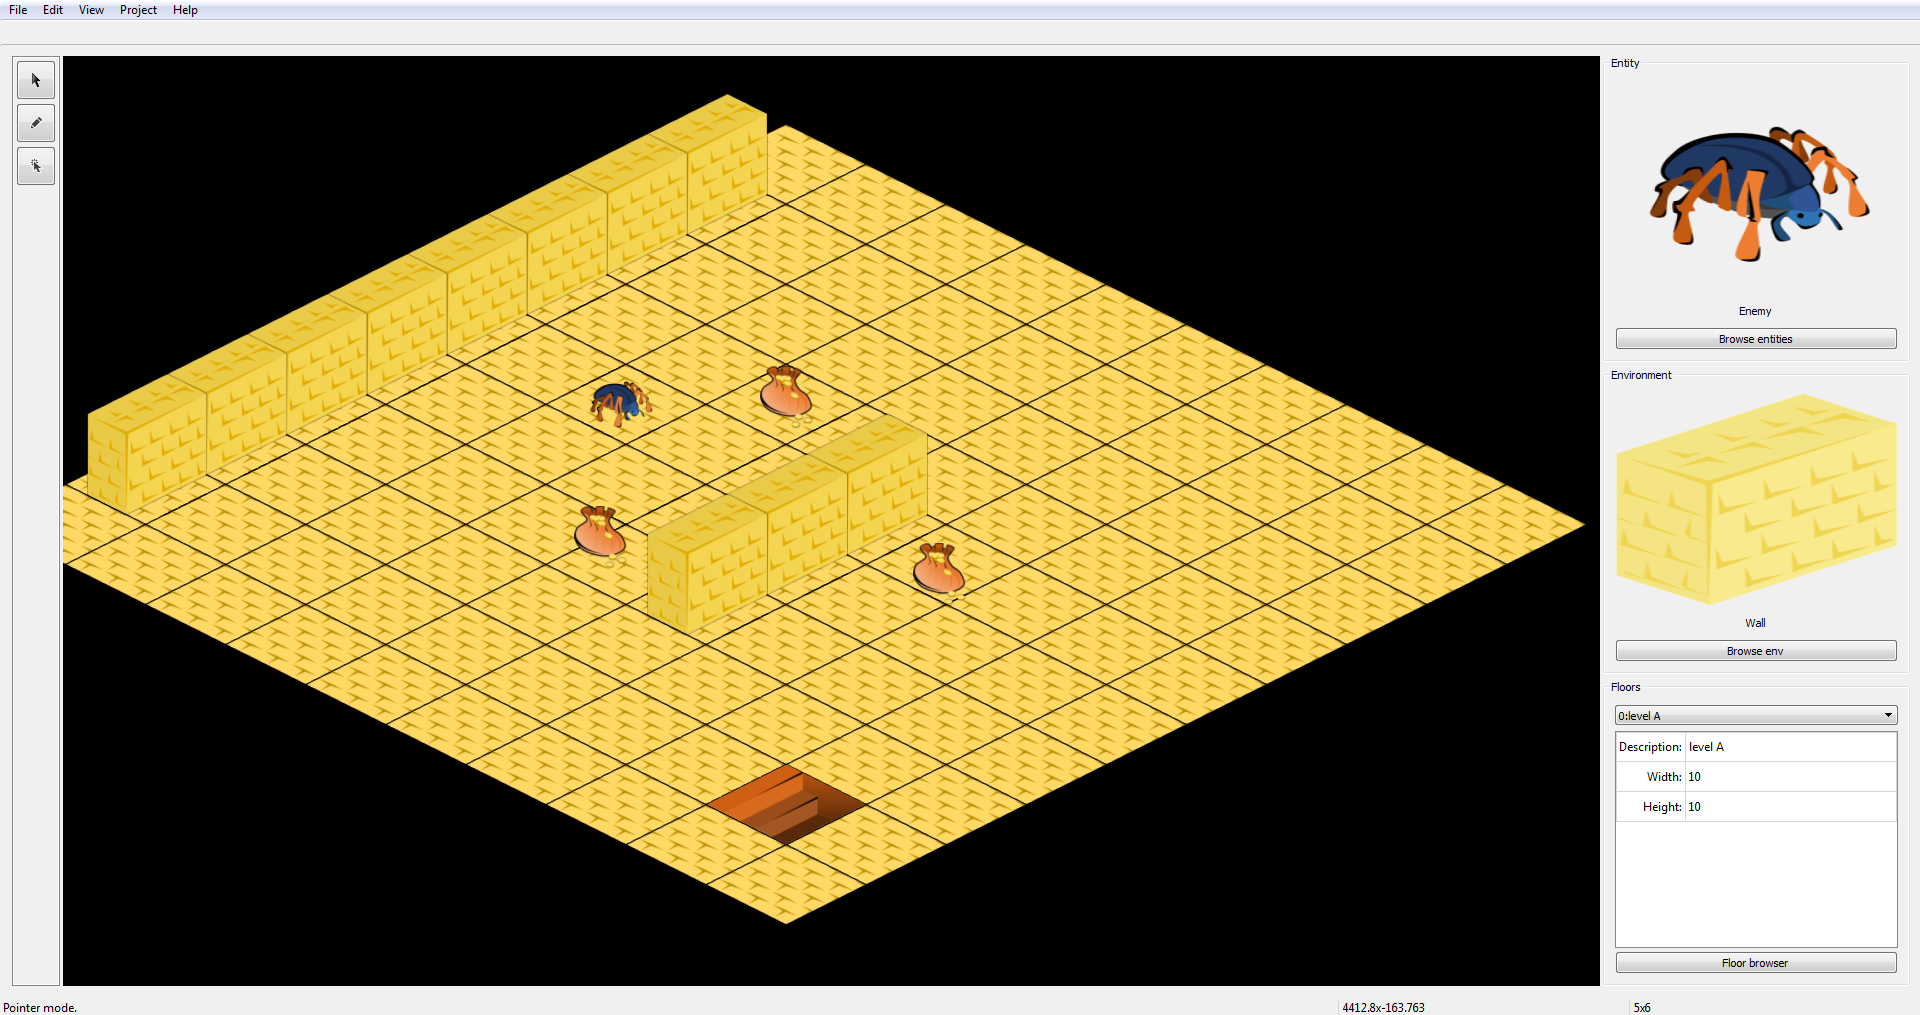 File Edit View Project Help
Entity
Enemy
Browse entities
Environment
Wall
Browse env
Floors
0:level A
Description: level A
Width: 10
Height: 10
Floor browser
Pointer mode. 4412.8x-163.763 5x6